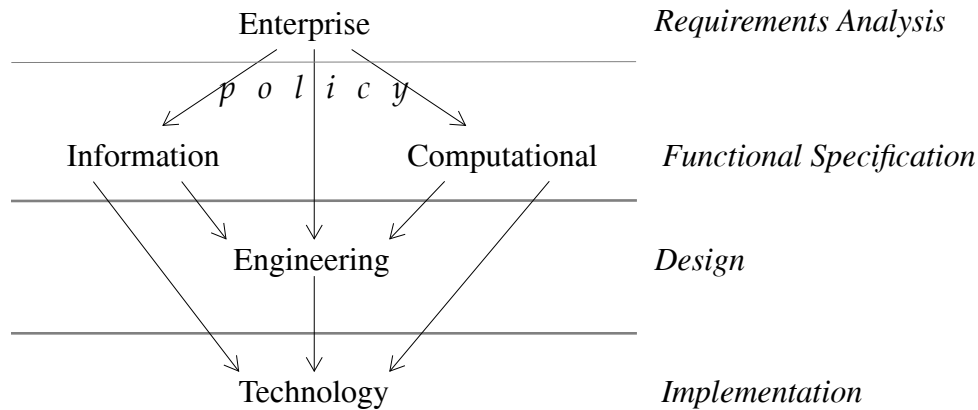 Enterprise Requirements Analysis
p o l i c y
Information Computational Functional Specification
Engineering Design
Technology Implementation